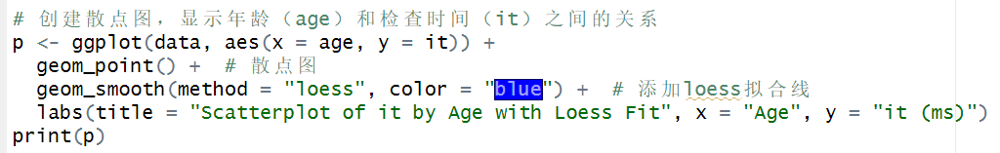 # 创建散点图，显示年龄（age）和检查时间（it）之间的关系
p <- ggplot(data, aes(x = age, y = it)) +
  geom_point() +  # 散点图
  geom_smooth(method = "loess", color = "blue") +  # 添加loess拟合线
  labs(title = "Scatterplot of it by Age with Loess Fit", x = "Age", y = "it (ms)")
print(p)